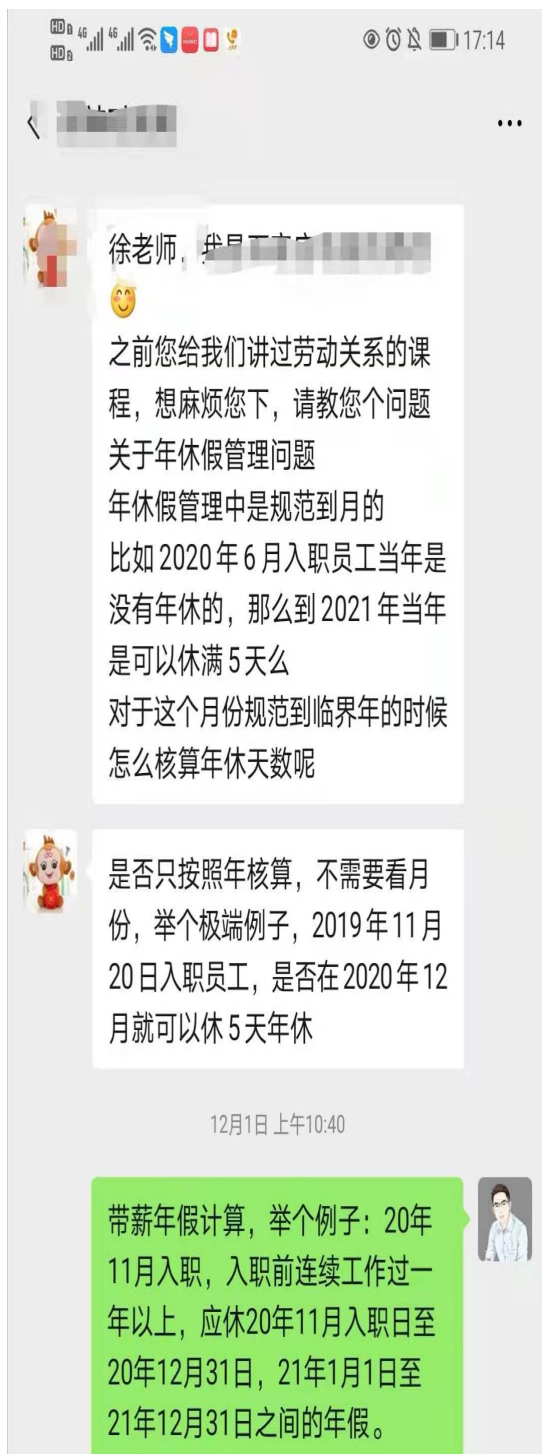 HD 1 4G 4G 17:14
HD 2
徐老师,我是
之前您给我们讲过劳动关系的课
程,想麻烦您下,请教您个问题
关于年休假管理问题
年休假管理中是规范到月的
比如2020年6月入职员工当年是
没有年休的,那么到2021年当年
是可以休满5天么
对于这个月份规范到临界年的时候
怎么核算年休天数呢
是否只按照年核算,不需要看月
份,举个极端例子,2019年11月
20日入职员工,是否在2020年12
月就可以休5天年休
12月1日 上午10:40
带薪年假计算,举个例子:20年
11月入职,入职前连续工作过一
年以上,应休20年11月入职日至
20年12月31日,21年1月1日至
21年12月31日之间的年假。